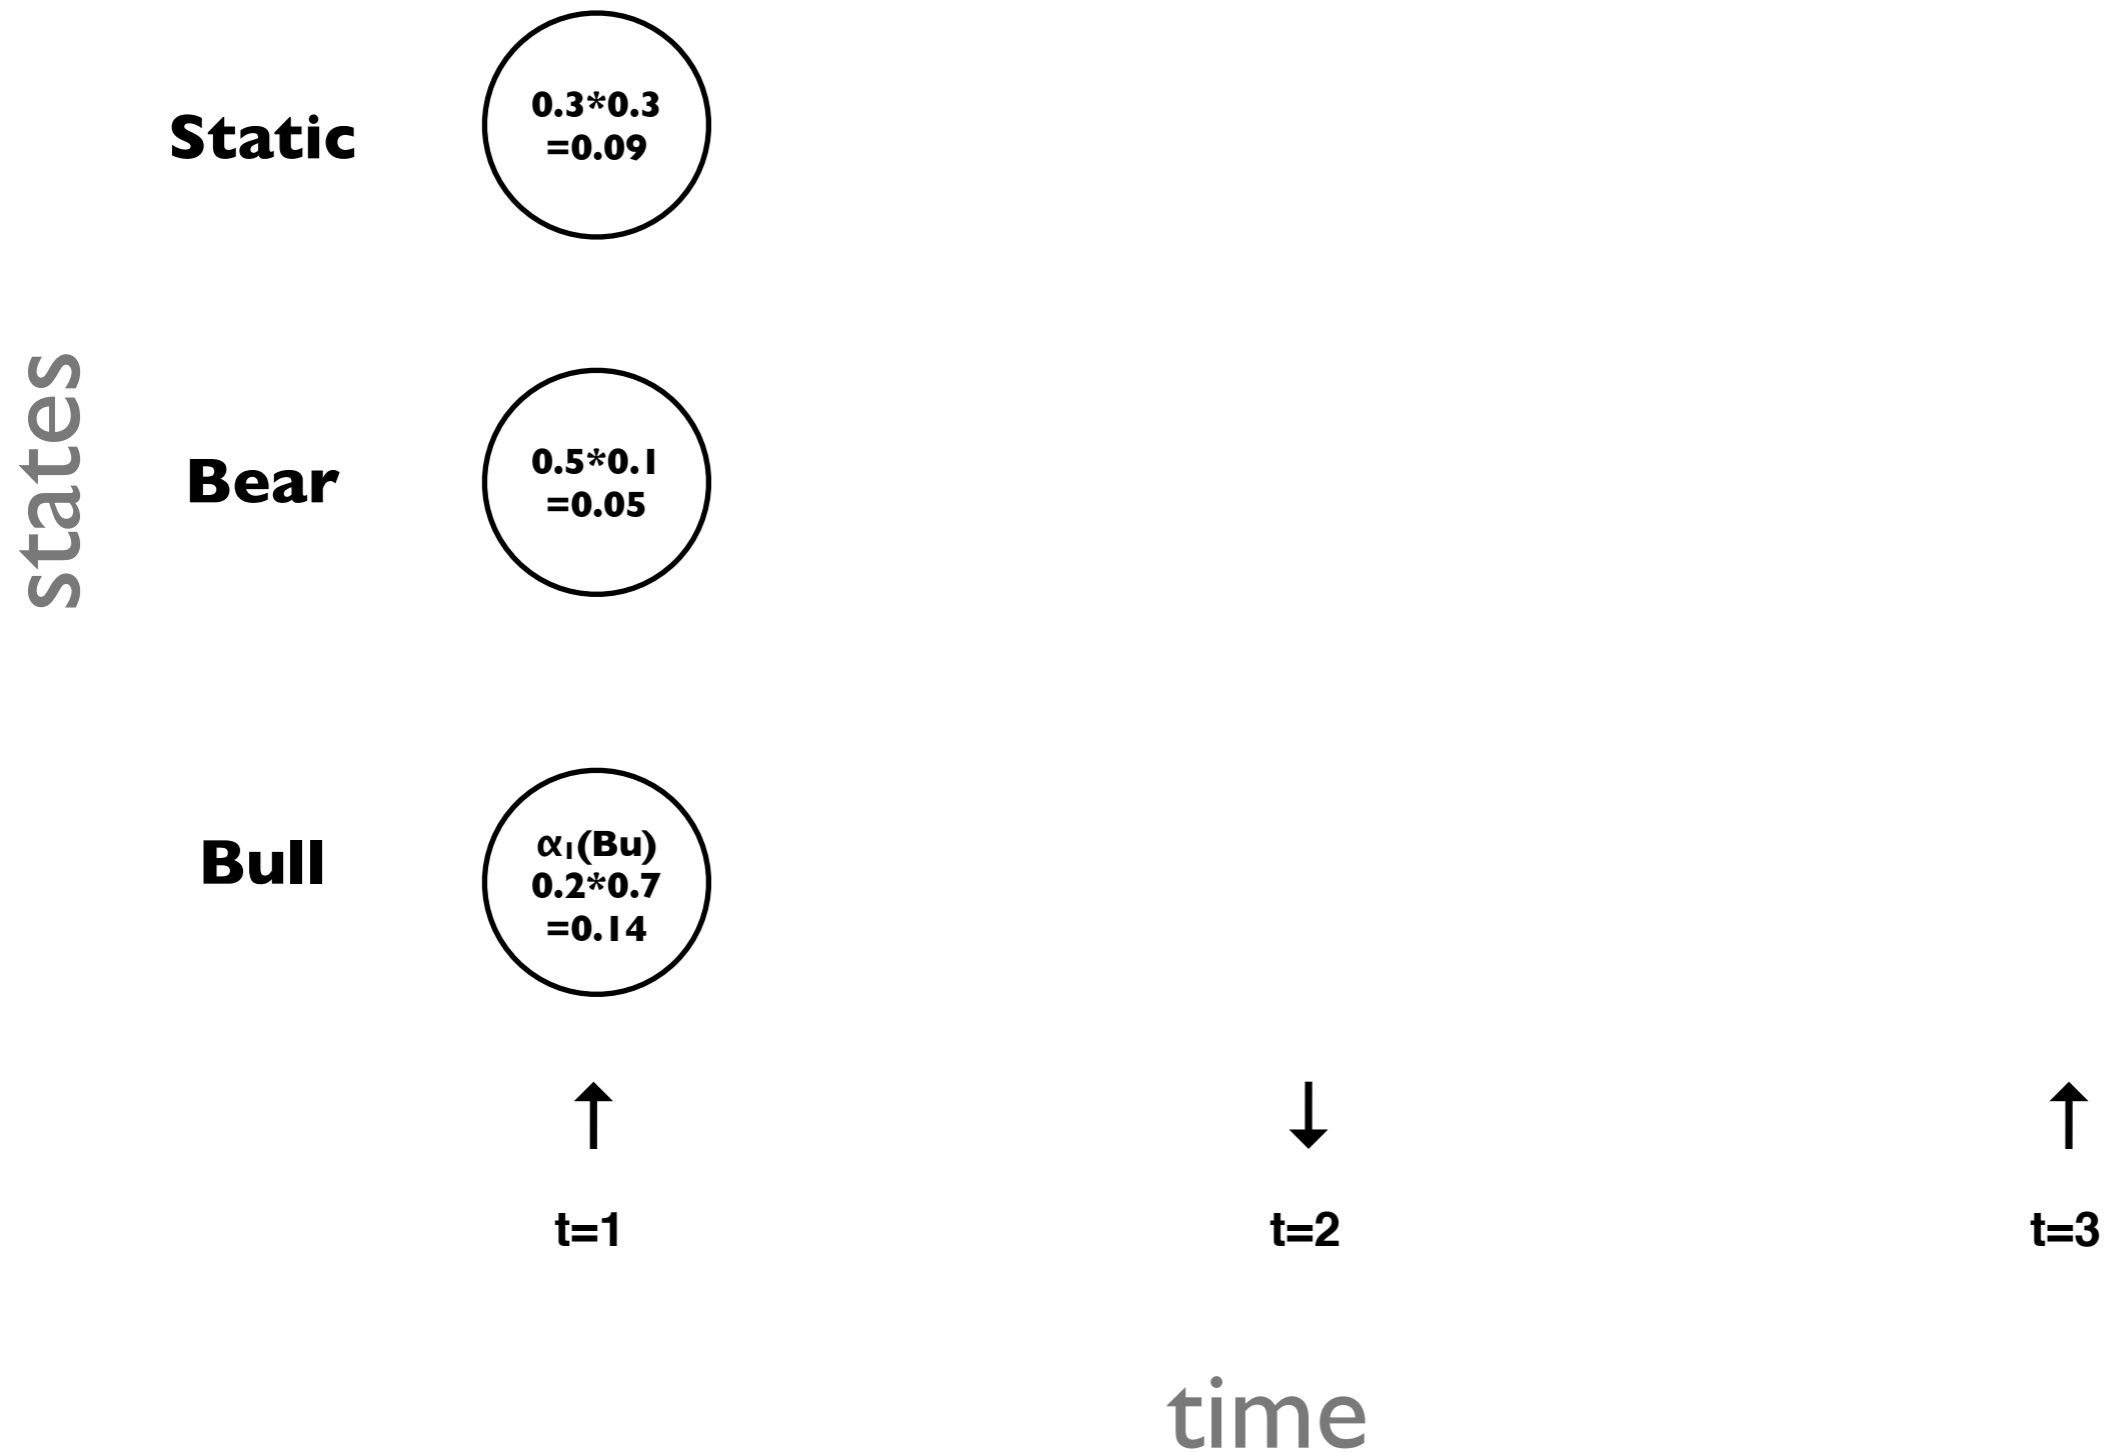 Static
0.3*0.3
=0.09
states
Bear
0.5*0.1
=0.05
Bull
α₁(Bu)
0.2*0.7
=0.14
↑ ↓ ↑
t=1 t=2 t=3
time